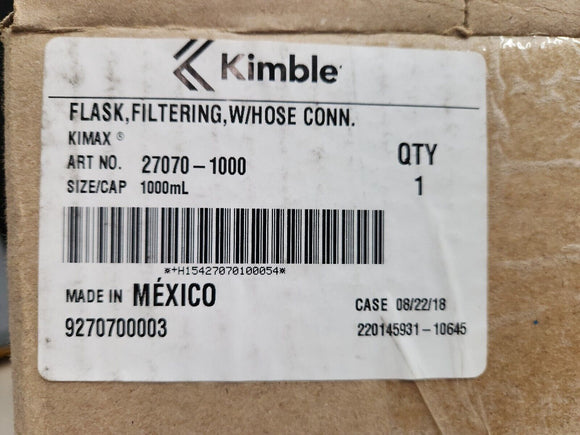 Kimble
FLASK,FILTERING,W/HOSE CONN.
KIMAX ®
ART NO. 27070-1000
QTY
SIZE/CAP 1000mL
1
*+H15427070100054*
MADE IN MÉXICO
CASE 08/22/18
9270700003
220145931-10645